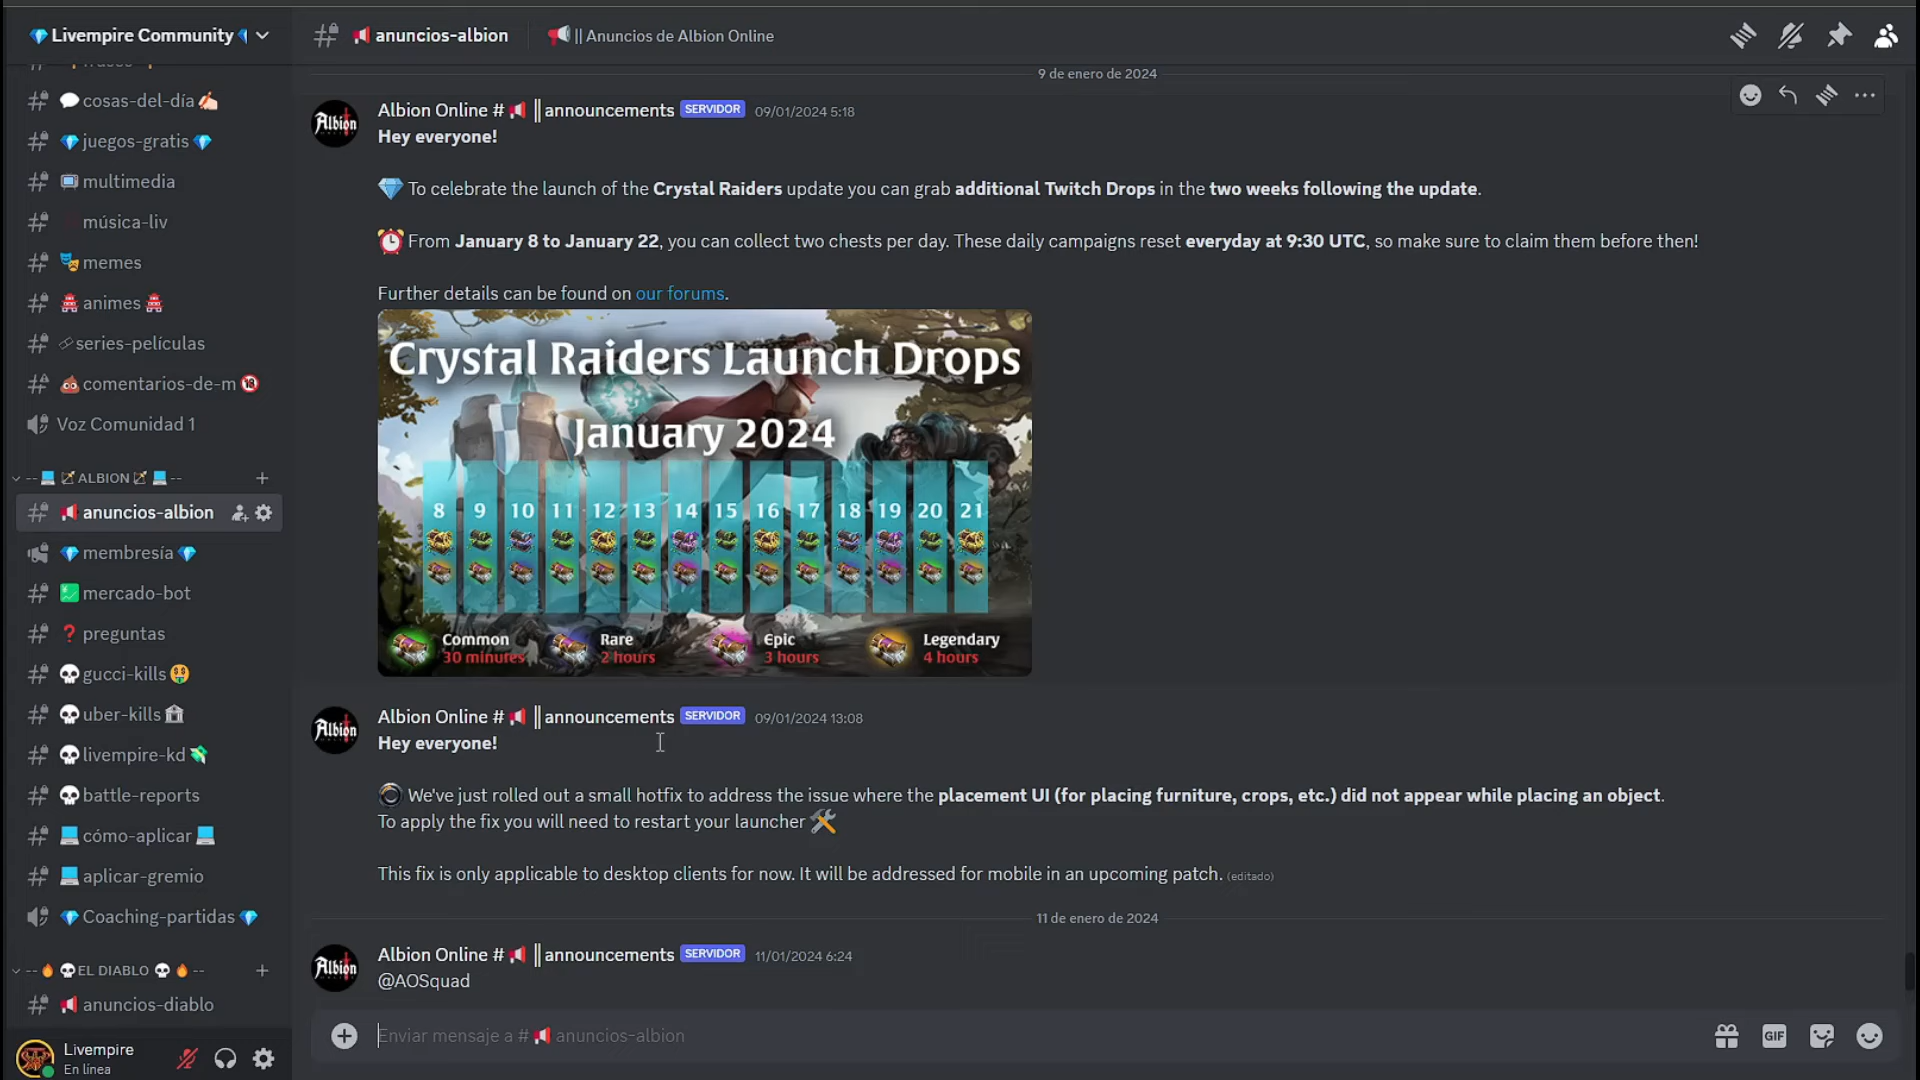 Livempire Community
cosas-del-día
juegos-gratis
multimedia
música-liv
memes
animes
series-películas
comentarios-de-m
Voz Comunidad 1
-- ALBION --
anuncios-albion
membresía
mercado-bot
preguntas
gucci-kills
uber-kills
livempire-kd
battle-reports
cómo-aplicar
aplicar-gremio
Coaching-partidas
-- EL DIABLO --
anuncios-diablo
Livempire
En línea
anuncios-albion || Anuncios de Albion Online
9 de enero de 2024
Albion Online # ||announcements SERVIDOR 09/01/2024 5:18
Hey everyone!
To celebrate the launch of the Crystal Raiders update you can grab additional Twitch Drops in the two weeks following the update.
From January 8 to January 22, you can collect two chests per day. These daily campaigns reset everyday at 9:30 UTC, so make sure to claim them before then!
Further details can be found on our forums.
Albion
Crystal Raiders Launch Drops
January 2024
8 9 10 11 12 13 14 15 16 17 18 19 20 21
Common Rare Epic Legendary
30 minutes 2 hours 3 hours 4 hours
Albion Online # ||announcements SERVIDOR 09/01/2024 13:08
Hey everyone!
We've just rolled out a small hotfix to address the issue where the placement UI (for placing furniture, crops, etc.) did not appear while placing an object.
To apply the fix you will need to restart your launcher
This fix is only applicable to desktop clients for now. It will be addressed for mobile in an upcoming patch. (editado)
Albion
11 de enero de 2024
Albion Online # ||announcements SERVIDOR 11/01/2024 6:24
@AOSquad
Albion
Enviar mensaje a # anuncios-albion
GIF